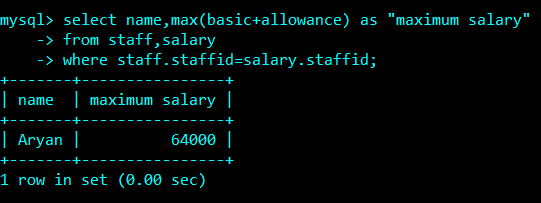 mysql> select name,max(basic+allowance) as "maximum salary"
    -> from staff,salary
    -> where staff.staffid=salary.staffid;
+-------+----------------+
| name  | maximum salary |
+-------+----------------+
| Aryan |          64000 |
+-------+----------------+
1 row in set (0.00 sec)